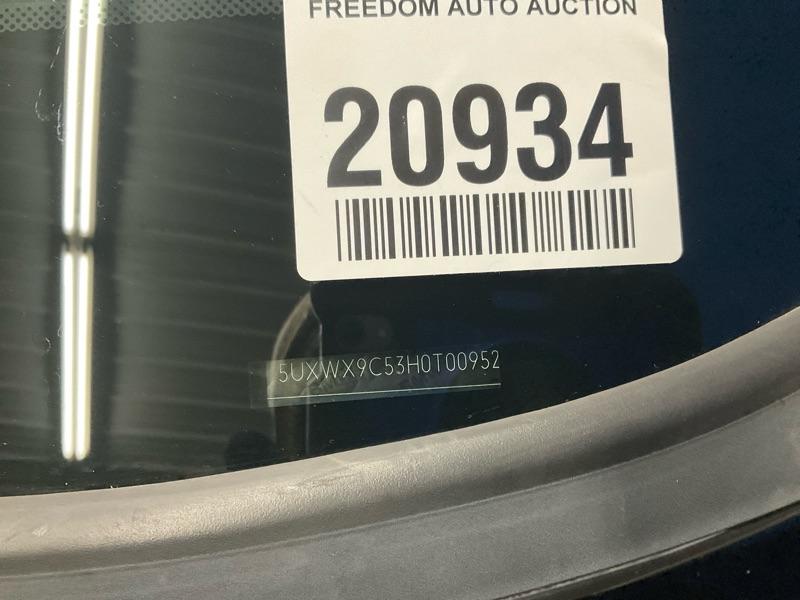 FREEDOM AUTO AUCTION
20934
5UXWX9C53H0T00952